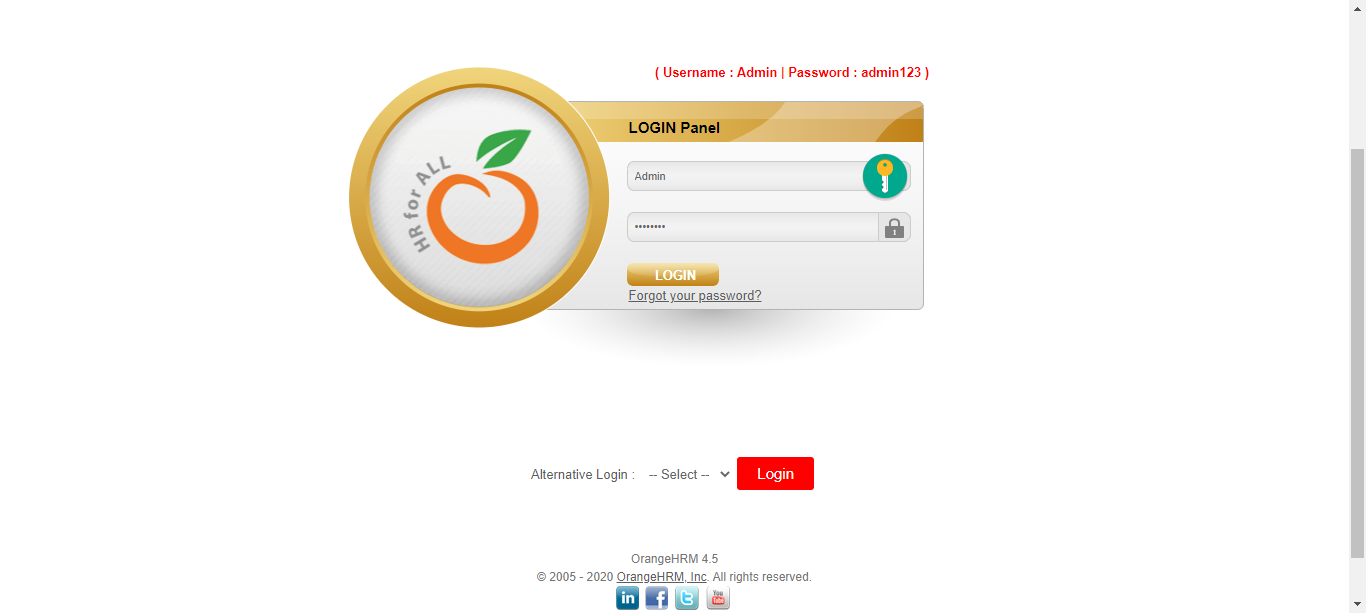 ( Username : Admin | Password : admin123 )
LOGIN Panel
HR for ALL
Admin
••••••••
LOGIN
Forgot your password?
Alternative Login : -- Select -- Login
OrangeHRM 4.5
© 2005 - 2020 OrangeHRM, Inc. All rights reserved.
in f t You Tube